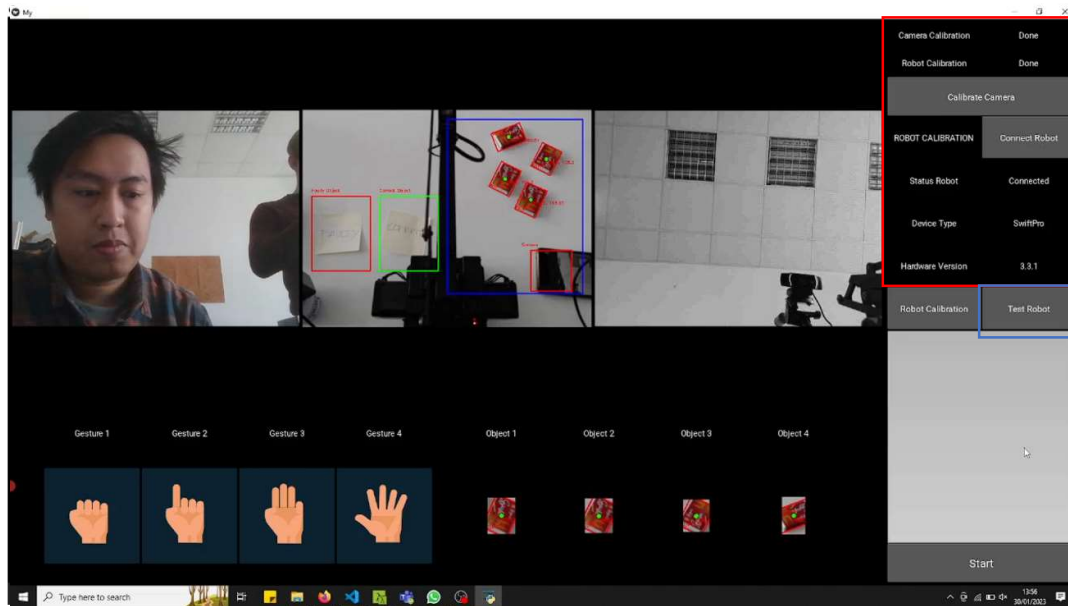 My
Camera Calibration Done
Robot Calibration Done
Calibrate Camera
ROBOT CALIBRATION Connect Robot
Status Robot Connected
Device Type SwiftPro
Hardware Version 3.3.1
Robot Calibration Test Robot
Gesture 1 Gesture 2 Gesture 3 Gesture 4 Object 1 Object 2 Object 3 Object 4
Start
Type here to search
13:56
30/01/2023